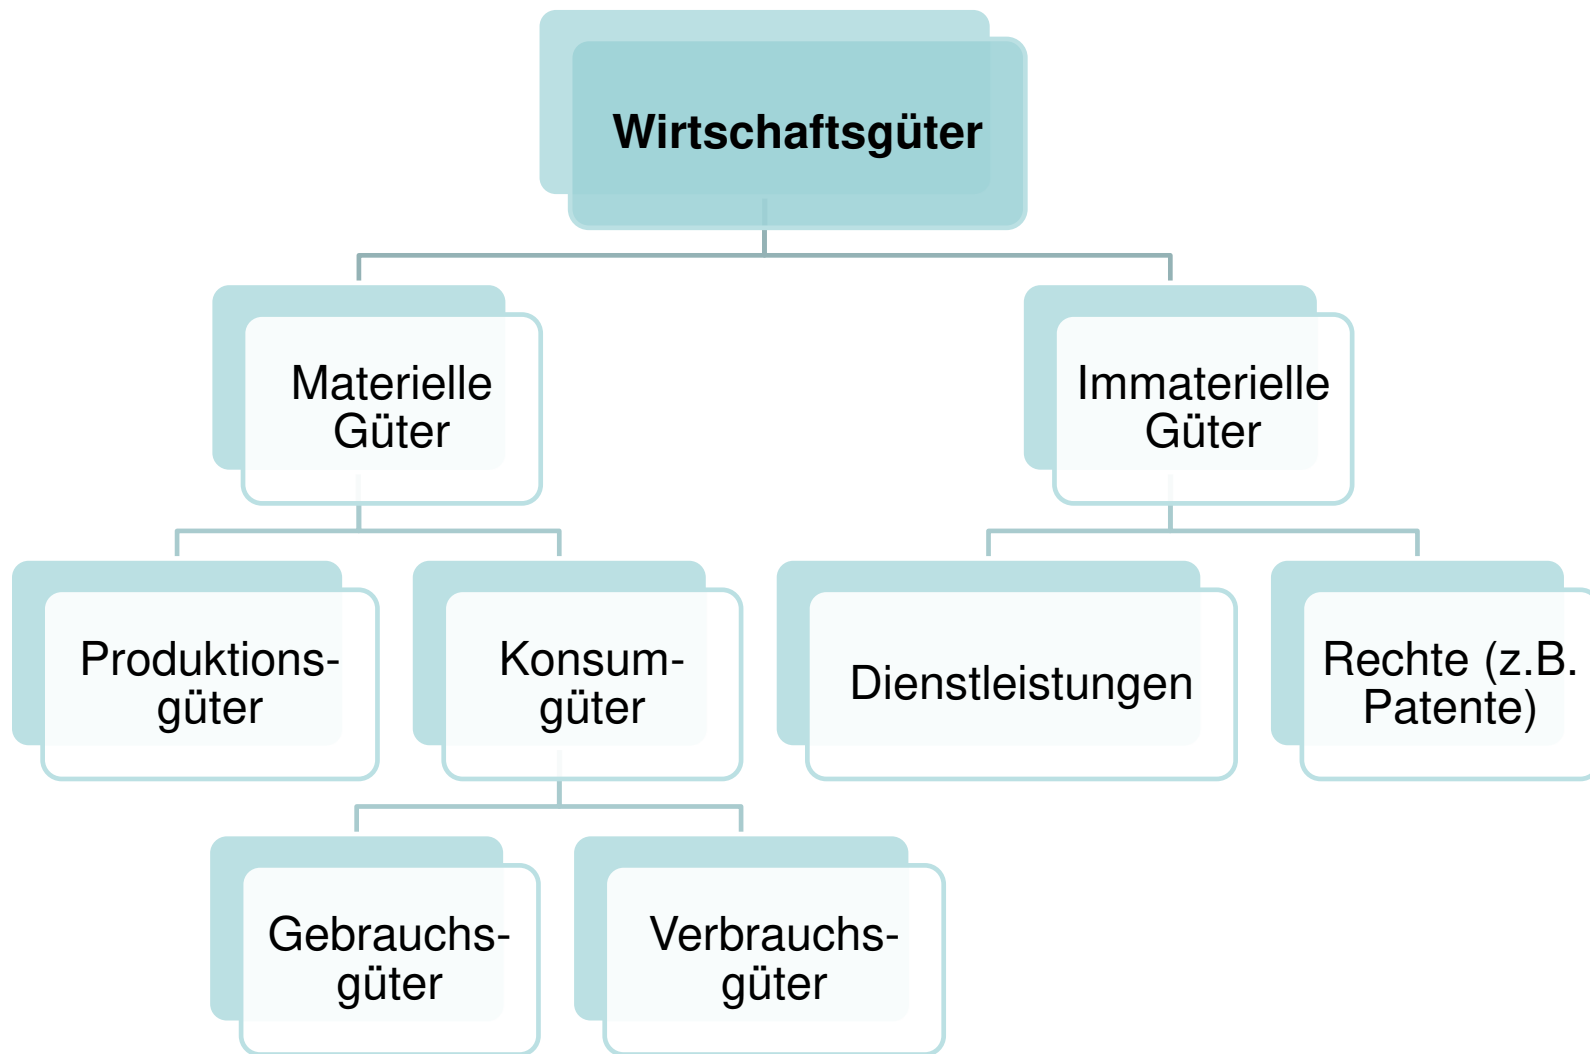 Wirtschaftsgüter
Materielle
Güter
Immaterielle
Güter
Produktions-
güter
Konsum-
güter
Dienstleistungen
Rechte (z.B.
Patente)
Gebrauchs-
güter
Verbrauchs-
güter